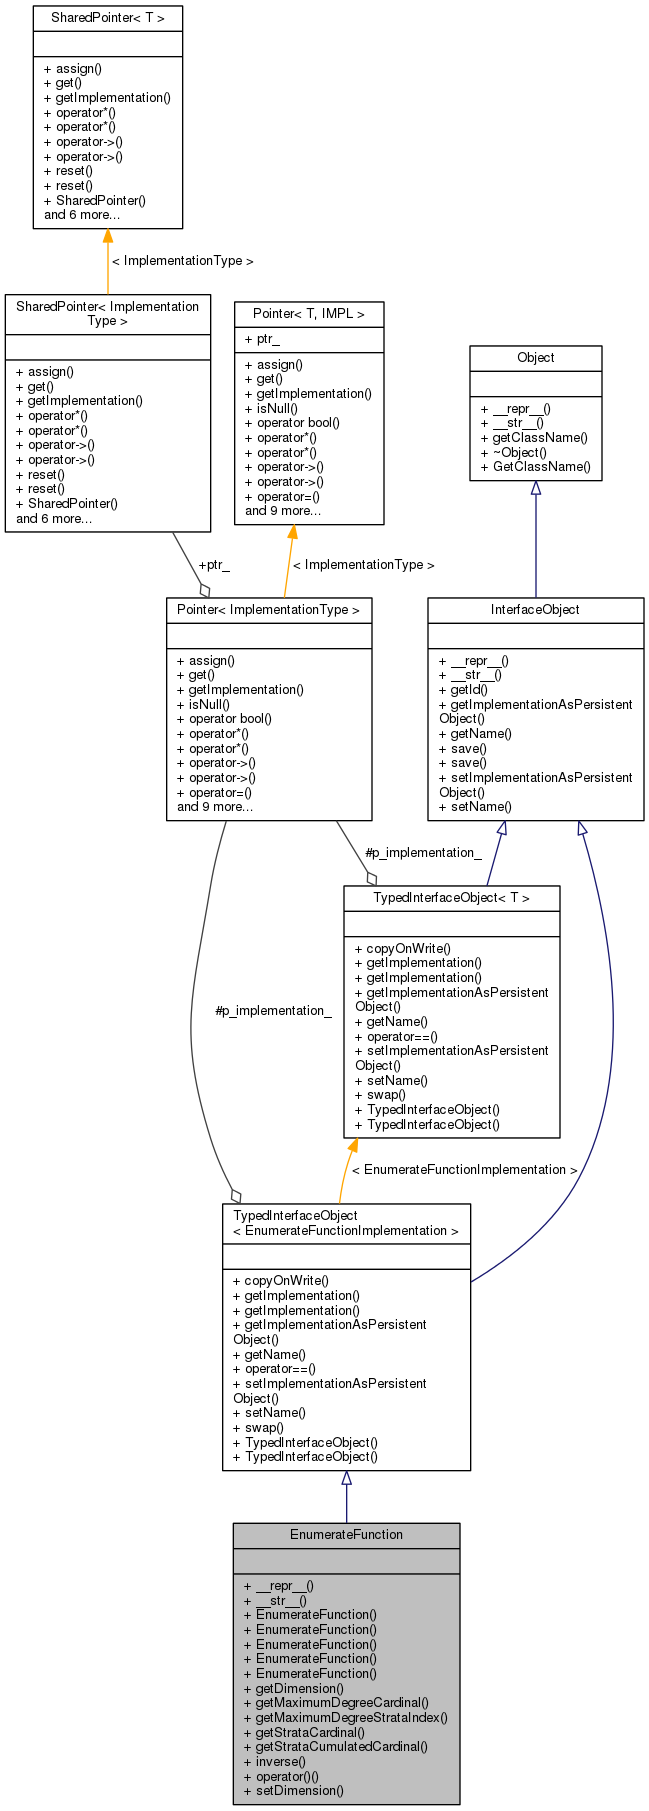 SharedPointer< T >
+ assign()
+ get()
+ getImplementation()
+ operator*()
+ operator*()
+ operator->()
+ operator->()
+ reset()
+ reset()
+ SharedPointer()
and 6 more...
< ImplementationType >
SharedPointer< Implementation
Type >
+ assign()
+ get()
+ getImplementation()
+ operator*()
+ operator*()
+ operator->()
+ operator->()
+ reset()
+ reset()
+ SharedPointer()
and 6 more...
Pointer< T, IMPL >
+ ptr_
+ assign()
+ get()
+ getImplementation()
+ isNull()
+ operator bool()
+ operator*()
+ operator*()
+ operator->()
+ operator->()
+ operator=()
and 9 more...
Object
+ __repr__()
+ __str__()
+ getClassName()
+ ~Object()
+ GetClassName()
+ptr_
< ImplementationType >
Pointer< ImplementationType >
+ assign()
+ get()
+ getImplementation()
+ isNull()
+ operator bool()
+ operator*()
+ operator*()
+ operator->()
+ operator->()
+ operator=()
and 9 more...
InterfaceObject
+ __repr__()
+ __str__()
+ getId()
+ getImplementationAsPersistent
Object()
+ getName()
+ save()
+ save()
+ setImplementationAsPersistent
Object()
+ setName()
#p_implementation_
TypedInterfaceObject< T >
+ copyOnWrite()
+ getImplementation()
+ getImplementation()
+ getImplementationAsPersistent
Object()
+ getName()
+ operator==()
+ setImplementationAsPersistent
Object()
+ setName()
+ swap()
+ TypedInterfaceObject()
+ TypedInterfaceObject()
#p_implementation_
< EnumerateFunctionImplementation >
TypedInterfaceObject
< EnumerateFunctionImplementation >
+ copyOnWrite()
+ getImplementation()
+ getImplementation()
+ getImplementationAsPersistent
Object()
+ getName()
+ operator==()
+ setImplementationAsPersistent
Object()
+ setName()
+ swap()
+ TypedInterfaceObject()
+ TypedInterfaceObject()
EnumerateFunction
+ __repr__()
+ __str__()
+ EnumerateFunction()
+ EnumerateFunction()
+ EnumerateFunction()
+ EnumerateFunction()
+ EnumerateFunction()
+ getDimension()
+ getMaximumDegreeCardinal()
+ getMaximumDegreeStrataIndex()
+ getStrataCardinal()
+ getStrataCumulatedCardinal()
+ inverse()
+ operator()()
+ setDimension()